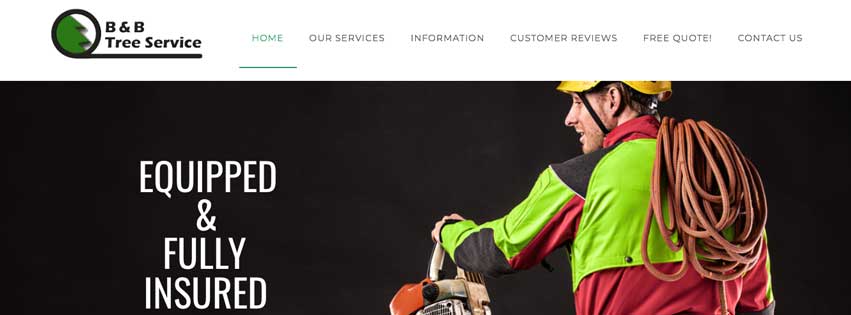 B & B
Tree Service
HOME OUR SERVICES INFORMATION CUSTOMER REVIEWS FREE QUOTE! CONTACT US
EQUIPPED
&
FULLY
INSURED